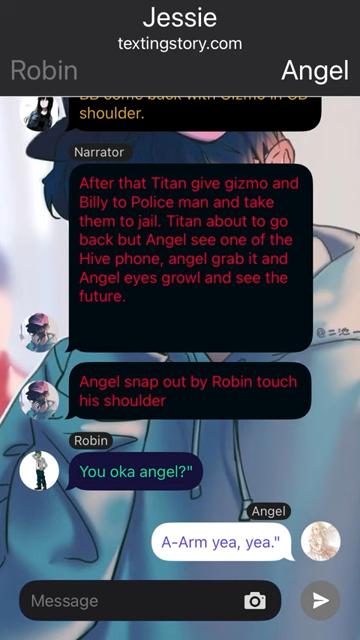 Jessie
textingstory.com
Robin
Angel
shoulder.
Narrator
After that Titan give gizmo and
Billy to Police man and take
them to jail. Titan about to go
back but Angel see one of the
Hive phone, angel grab it and
Angel eyes growl and see the
future.
Angel snap out by Robin touch
his shoulder
Robin
You oka angel?"
Angel
A-Arm yea, yea."
Message